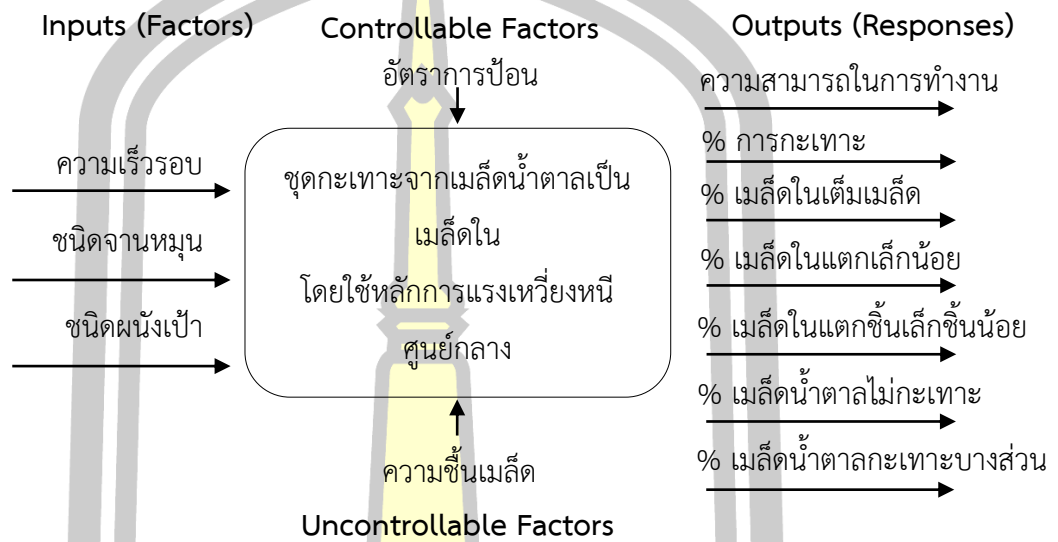 Inputs (Factors)
ความเร็วรอบ
ชนิดจานหมุน
ชนิดผนังเป้า
Controllable Factors
อัตราการป้อน
ชุดกะเทาะจากเมล็ดน้ำตาลเป็น
เมล็ดใน
โดยใช้หลักการแรงเหวี่ยงหนี
ศูนย์กลาง
ความชื้นเมล็ด
Uncontrollable Factors
Outputs (Responses)
ความสามารถในการทำงาน
% การกะเทาะ
% เมล็ดในเต็มเมล็ด
% เมล็ดในแตกเล็กน้อย
% เมล็ดในแตกชิ้นเล็กชิ้นน้อย
% เมล็ดน้ำตาลไม่กะเทาะ
% เมล็ดน้ำตาลกะเทาะบางส่วน